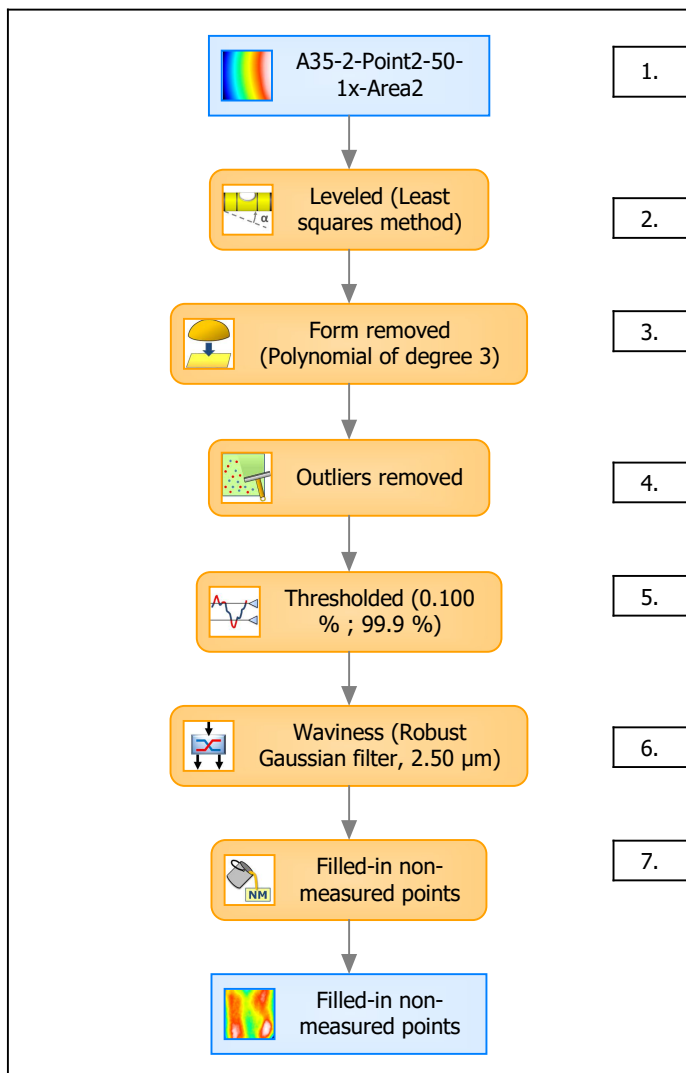 A35-2-Point2-50-
1x-Area2
1.
α
Leveled (Least
squares method)
2.
Form removed
(Polynomial of degree 3)
3.
Outliers removed
4.
Thresholded (0.100
% ; 99.9 %)
5.
Waviness (Robust
Gaussian filter, 2.50 µm)
6.
NM
Filled-in non-
measured points
7.
Filled-in non-
measured points